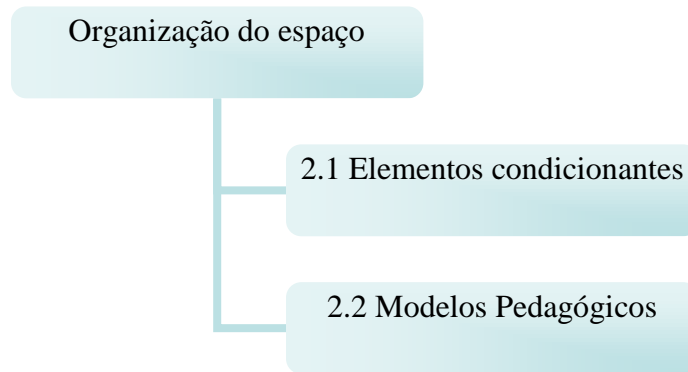 Organização do espaço
2.1 Elementos condicionantes
2.2 Modelos Pedagógicos